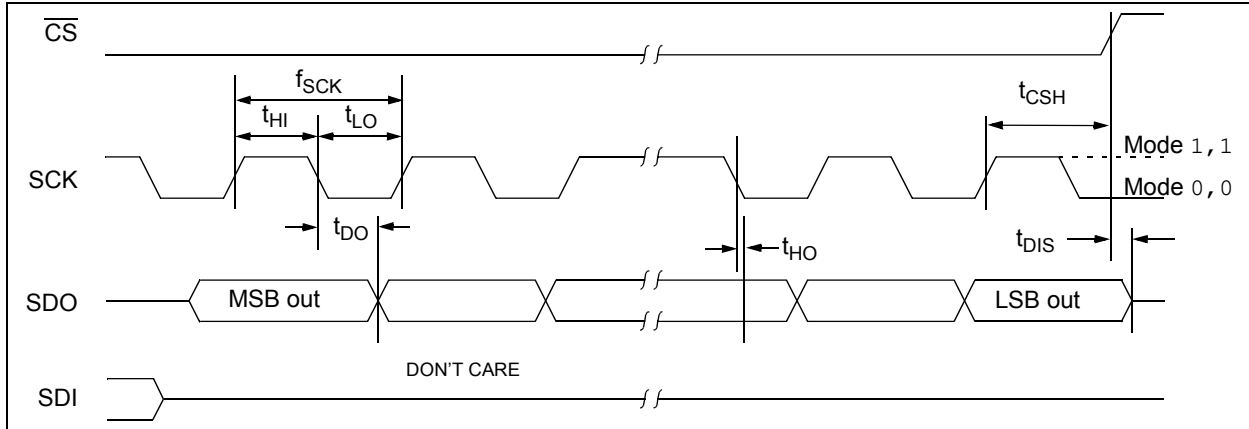 CS
fSCK
tHI
tLO
tCSH
SCK
Mode 1,1
Mode 0,0
tDO
tHO
tDIS
SDO
MSB out
LSB out
DON'T CARE
SDI